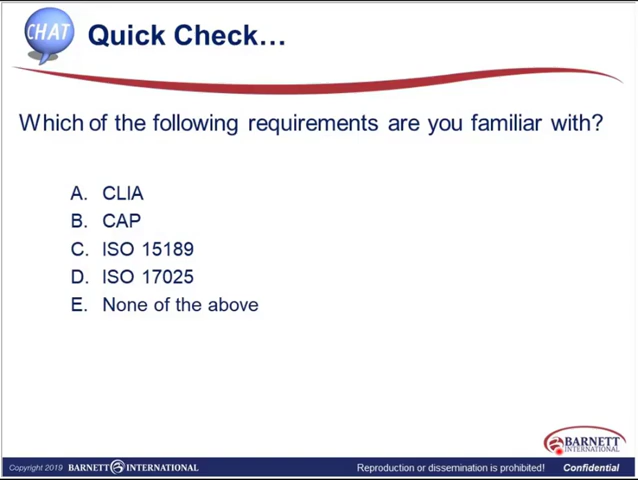 CHAT
Quick Check…
Which of the following requirements are you familiar with?
A. CLIA
B. CAP
C. ISO 15189
D. ISO 17025
E. None of the above
BARNETT
INTERNATIONAL
Copyright 2019 BARNETT INTERNATIONAL Reproduction or dissemination is prohibited! Confidential